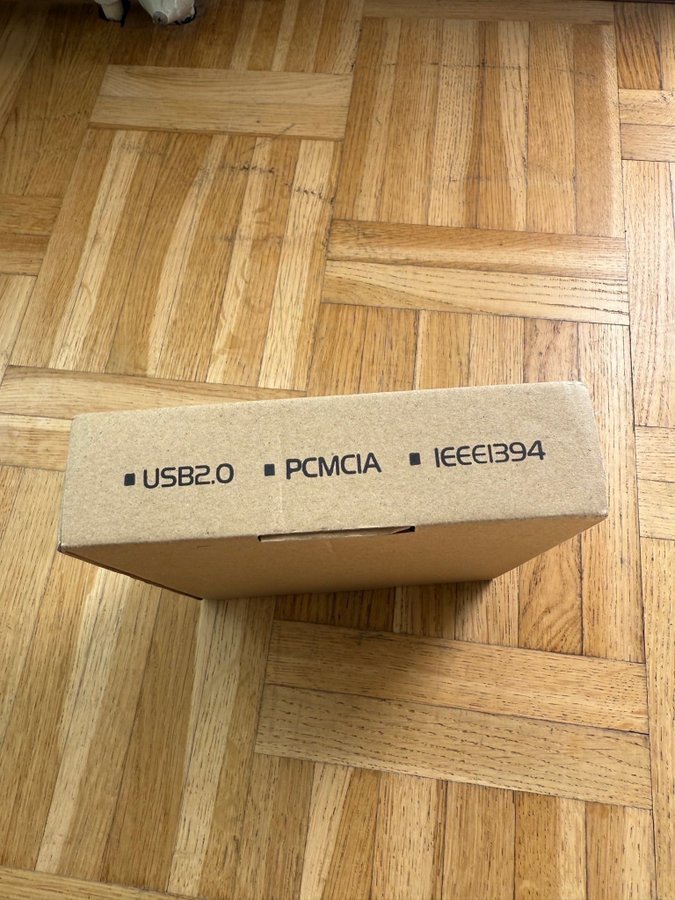 ▪ USB2.0 ▪ PCMCIA ▪ IEEE1394